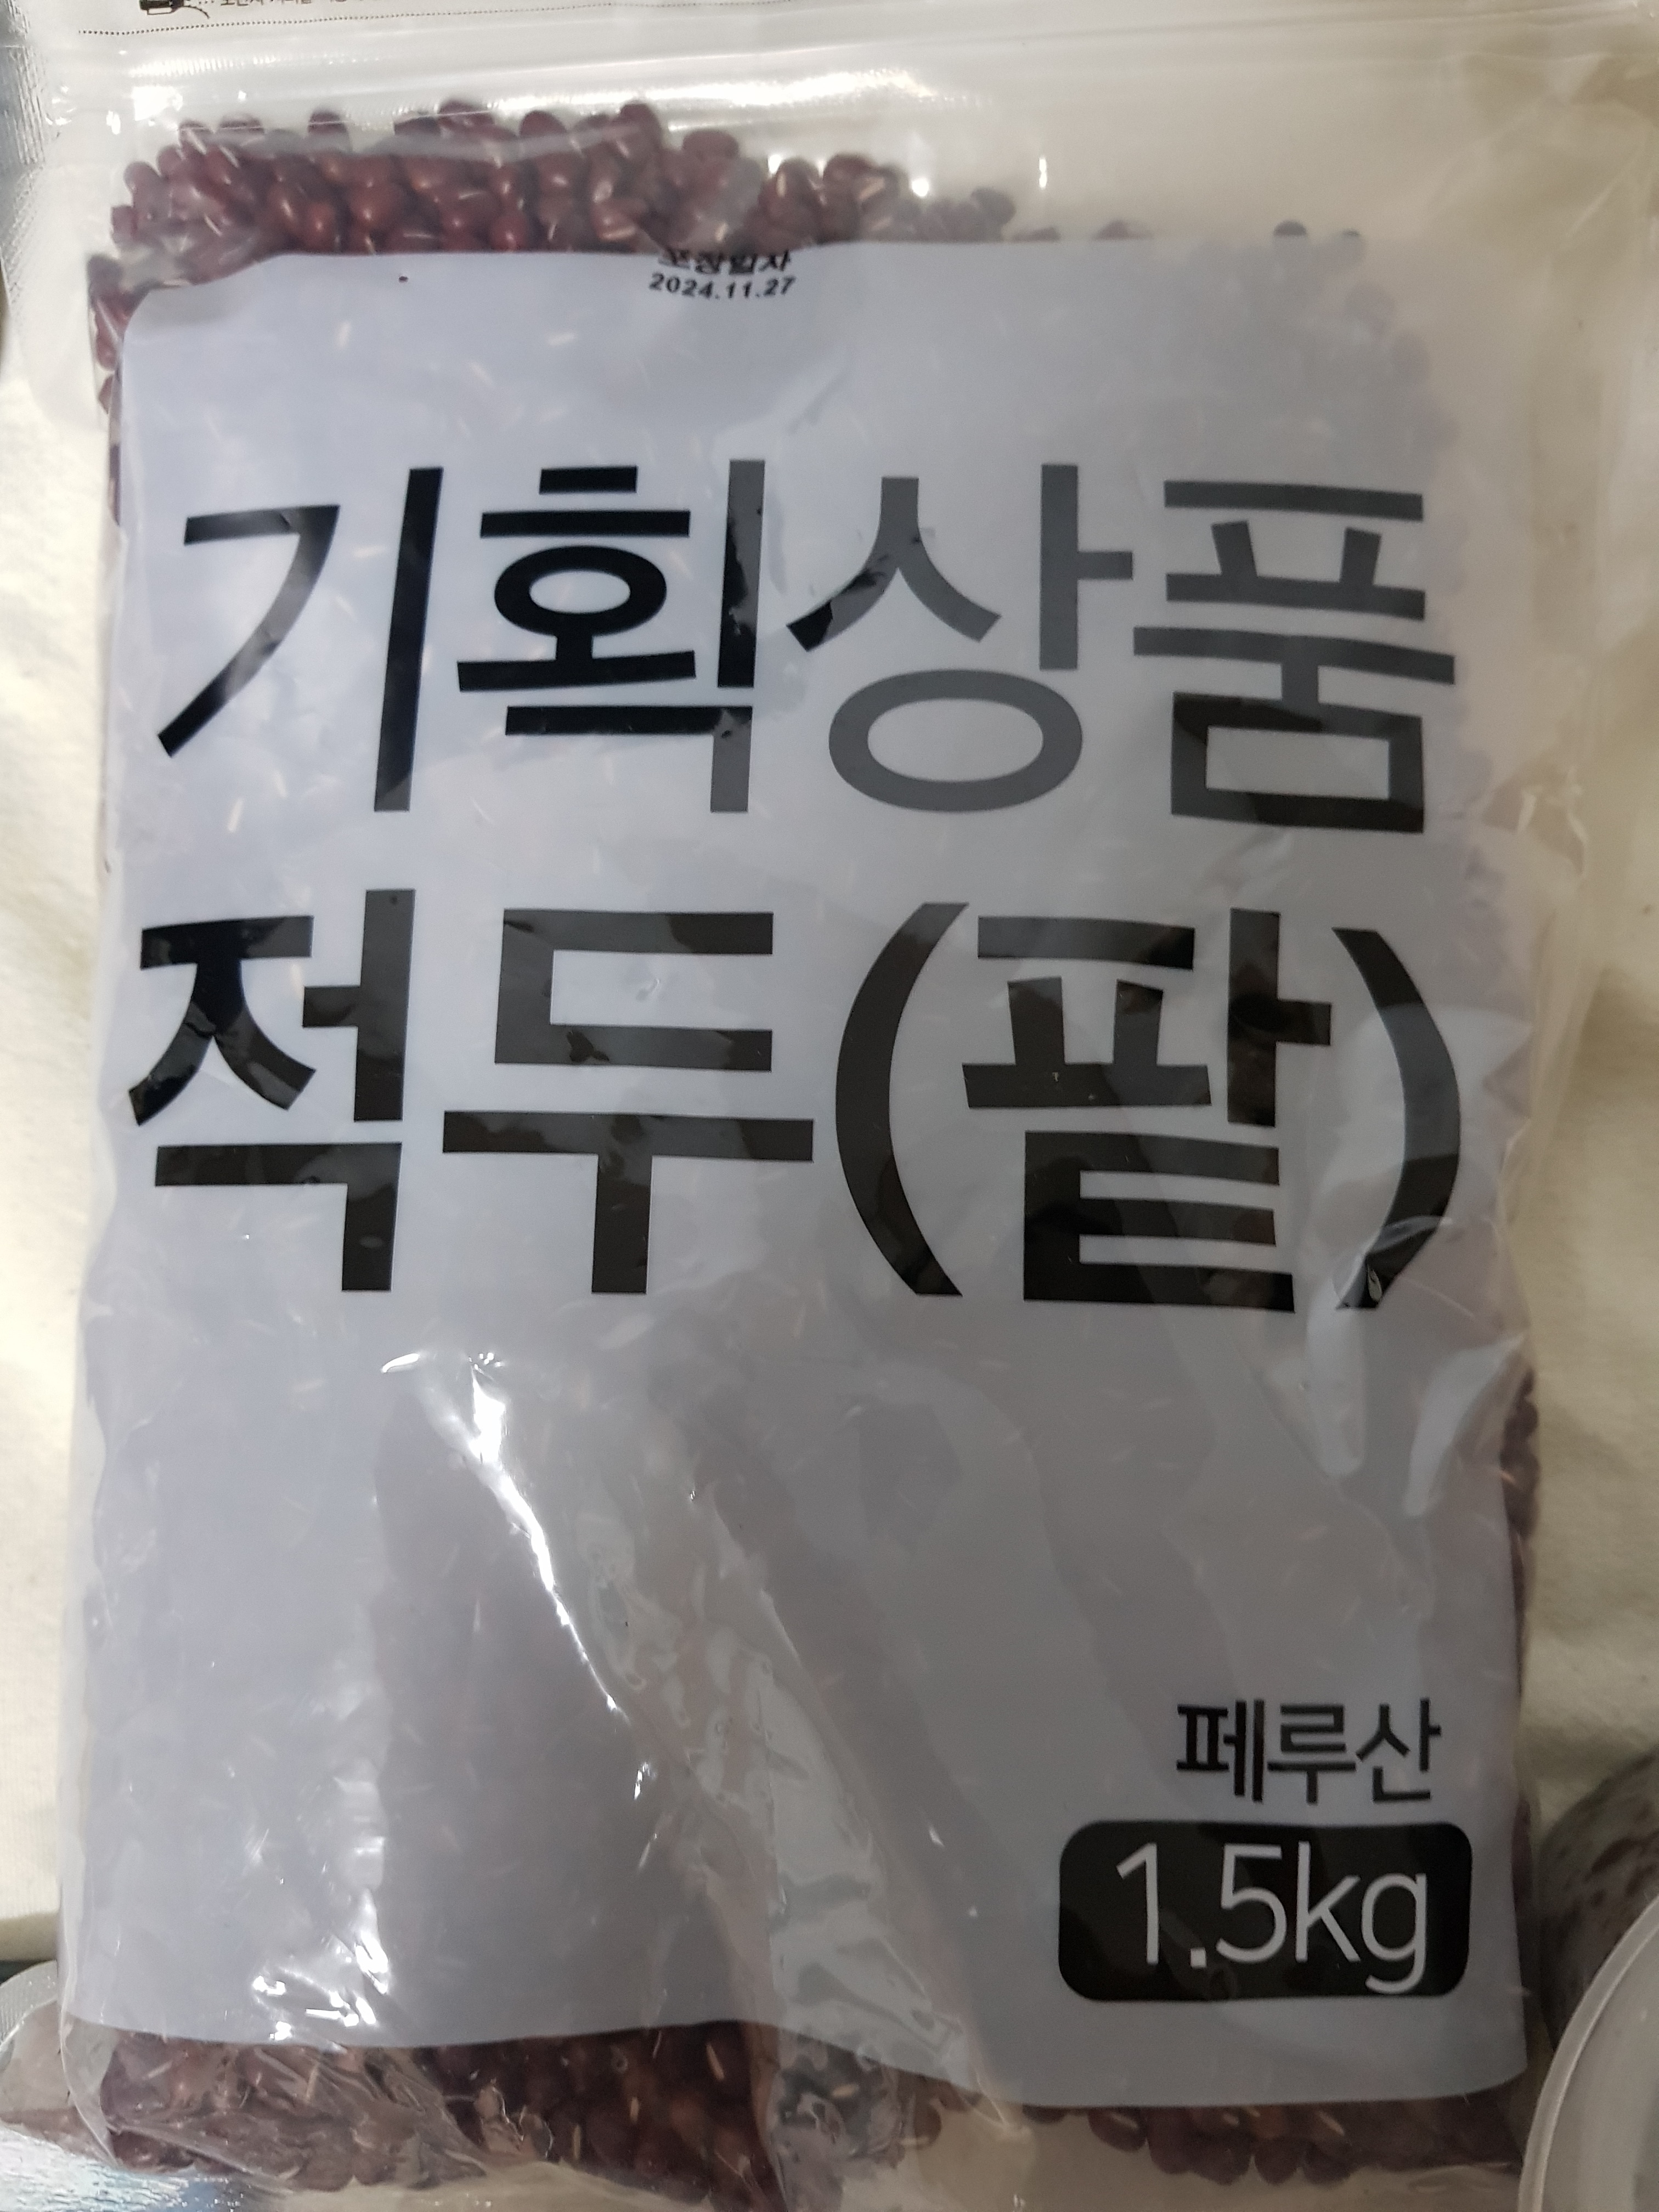 포장일자
2024.11.27
기획상품
적두(팥)
페루산
1.5kg